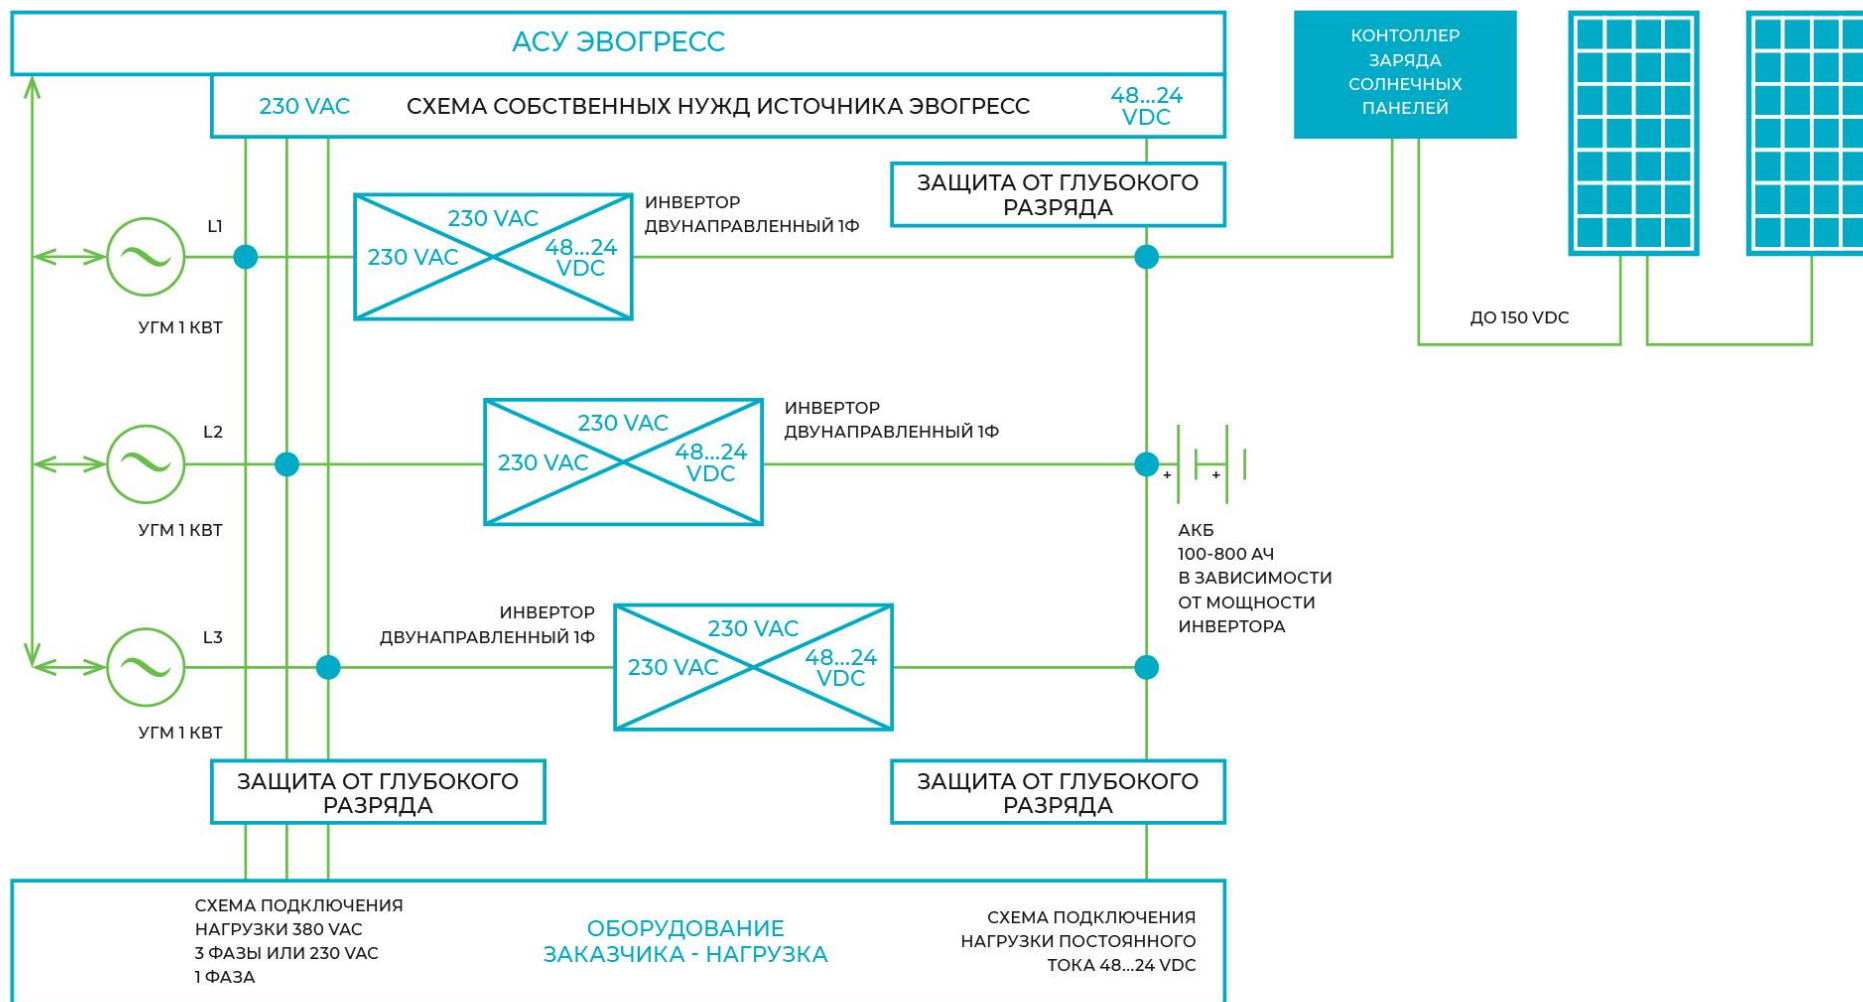 АСУ ЭВОГРЕСС
230 VAC
СХЕМА СОБСТВЕННЫХ НУЖД ИСТОЧНИКА ЭВОГРЕСС
48...24
VDC
КОНТОЛЛЕР
ЗАРЯДА
СОЛНЕЧНЫХ
ПАНЕЛЕЙ
ЗАЩИТА ОТ ГЛУБОКОГО
РАЗРЯДА
L1
УГМ 1 КВТ
230 VAC
230 VAC
48...24
VDC
ИНВЕРТОР
ДВУНАПРАВЛЕННЫЙ 1Ф
ДО 150 VDC
L2
УГМ 1 КВТ
230 VAC
230 VAC
48...24
VDC
ИНВЕРТОР
ДВУНАПРАВЛЕННЫЙ 1Ф
+
+
АКБ
100-800 АЧ
В ЗАВИСИМОСТИ
ОТ МОЩНОСТИ
ИНВЕРТОРА
L3
УГМ 1 КВТ
ИНВЕРТОР
ДВУНАПРАВЛЕННЫЙ 1Ф
230 VAC
230 VAC
48...24
VDC
ЗАЩИТА ОТ ГЛУБОКОГО
РАЗРЯДА
ЗАЩИТА ОТ ГЛУБОКОГО
РАЗРЯДА
СХЕМА ПОДКЛЮЧЕНИЯ
НАГРУЗКИ 380 VAC
3 ФАЗЫ ИЛИ 230 VAC
1 ФАЗА
ОБОРУДОВАНИЕ
ЗАКАЗЧИКА - НАГРУЗКА
СХЕМА ПОДКЛЮЧЕНИЯ
НАГРУЗКИ ПОСТОЯННОГО
ТОКА 48...24 VDC